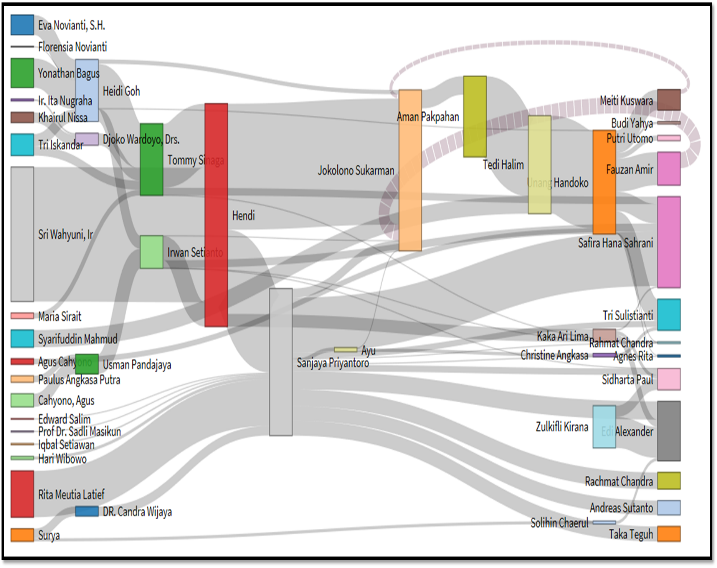 Eva Novianti, S.H.
Florensia Novianti
Yonathan Bagus
Heidi Goh
Ir. Ita Nugraha
Khairul Nissa
Djoko Wardoyo, Drs.
Tri Iskandar
Tommy Sinaga
Sri Wahyuni, Ir
Irwan Setianto
Hendi
Maria Sirait
Syarifuddin Mahmud
Agus Cahyono
Usman Pandajaya
Paulus Angkasa Putra
Cahyono, Agus
Edward Salim
Prof Dr. Sadli Masikun
Iqbal Setiawan
Hari Wibowo
Rita Meutia Latief
DR. Candra Wijaya
Surya
Jokolono Sukarman
Aman Pakpahan
Tedi Halim
Unang Handoko
Meiti Kuswara
Budi Yahya
Putri Utomo
Fauzan Amir
Safira Hana Sahrani
Tri Sulistianti
Kaka Ari Lima
Rahmat Chandra
Ayu
Christine Angkasa
Agnes Rita
Sanjaya Priyantoro
Sidharta Paul
Zulkifli Kirana
Edi Alexander
Rachmat Chandra
Andreas Sutanto
Solihin Chaerul
Taka Teguh